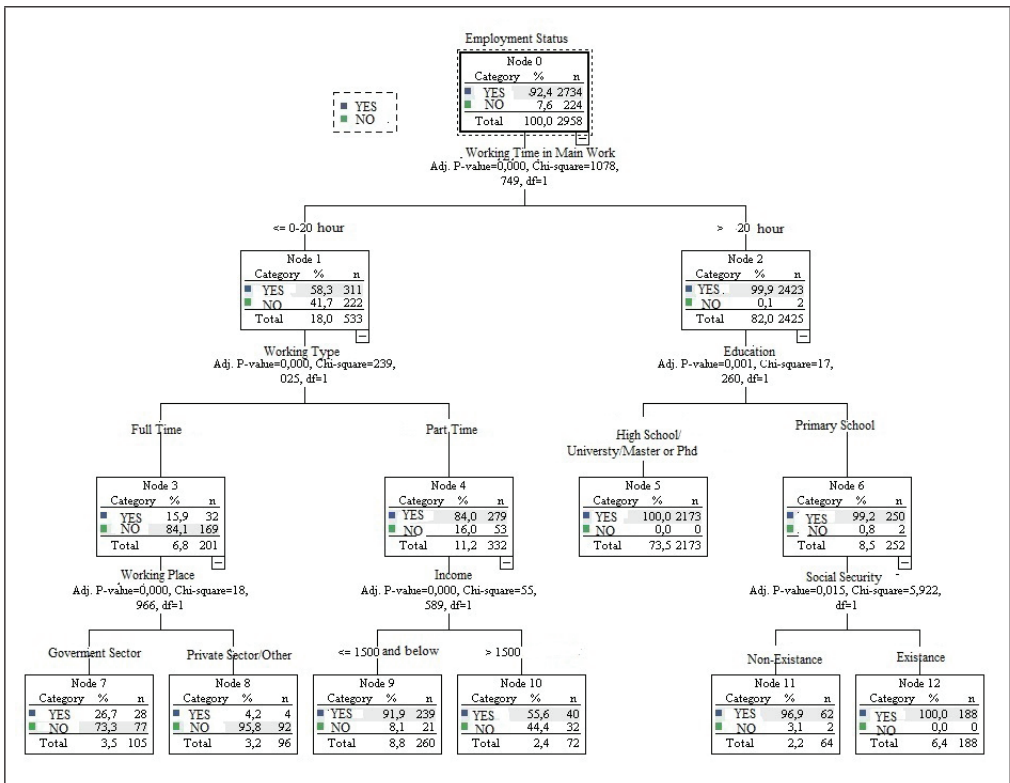 Employment Status
Node 0
Category % n
YES 92,4 2734
NO 7,6 224
Total 100,0 2958
YES
NO
Working Time in Main Work
Adj. P-value=0,000, Chi-square=1078,
749, df=1
<= 0-20 hour
> 20 hour
Node 1
Category % n
YES 58,3 311
NO 41,7 222
Total 18,0 533
Node 2
Category % n
YES . 99,9 2423
NO 0,1 2
Total 82,0 2425
Working Type
Adj. P-value=0,000, Chi-square=239,
025, df=1
Education
Adj. P-value=0,001, Chi-square=17,
260, df=1
Full Time
Part Time
High School/
Universty/Master or Phd
Primary School
Node 3
Category % n
YES 15,9 32
NO 84,1 169
Total 6,8 201
Node 4
Category % n
YES 84,0 279
NO 16,0 53
Total 11,2 332
Node 5
Category % n
YES 100,0 2173
NO 0,0 0
Total 73,5 2173
Node 6
Category % n
YES 99,2 250
NO 0,8 2
Total 8,5 252
Working Place
Adj. P-value=0,000, Chi-square=18,
966, df=1
Income
Adj. P-value=0,000, Chi-square=55,
589, df=1
Social Security
Adj. P-value=0,015, Chi-square=5,922,
df=1
Goverment Sector
Private Sector/Other
<= 1500 and below
> 1500
Non-Existance
Existance
Node 7
Category % n
YES 26,7 28
NO 73,3 77
Total 3,5 105
Node 8
Category % n
YES 4,2 4
NO 95,8 92
Total 3,2 96
Node 9
Category % n
YES 91,9 239
NO 8,1 21
Total 8,8 260
Node 10
Category % n
YES 55,6 40
NO 44,4 32
Total 2,4 72
Node 11
Category % n
YES 96,9 62
NO 3,1 2
Total 2,2 64
Node 12
Category % n
YES 100,0 188
NO 0,0 0
Total 6,4 188